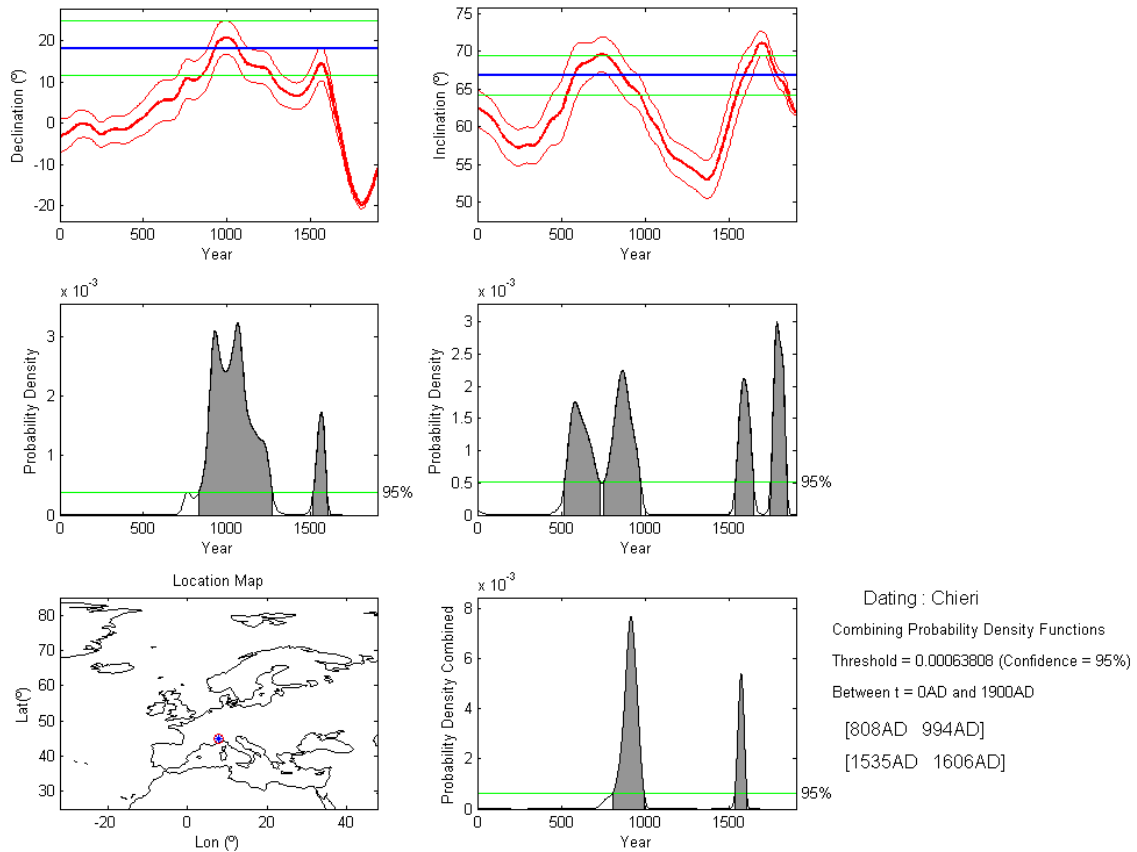 20
10
0
-10
-20
Declination (º)
0 500 1000 1500
Year
75
70
65
60
55
50
Inclination (º)
0 500 1000 1500
Year
x 10⁻³
3
2
1
0
Probability Density
95%
0 500 1000 1500
Year
x 10⁻³
3
2.5
2
1.5
1
0.5
0
Probability Density
95%
0 500 1000 1500
Year
Location Map
80
70
60
50
40
30
Lat(º)
-20 0 20 40
Lon (º)
x 10⁻³
8
6
4
2
0
Probability Density Combined
95%
0 500 1000 1500
Year
Dating : Chieri
Combining Probability Density Functions
Threshold = 0.00063808 (Confidence = 95%)
Between t = 0AD and 1900AD
[808AD 994AD]
[1535AD 1606AD]